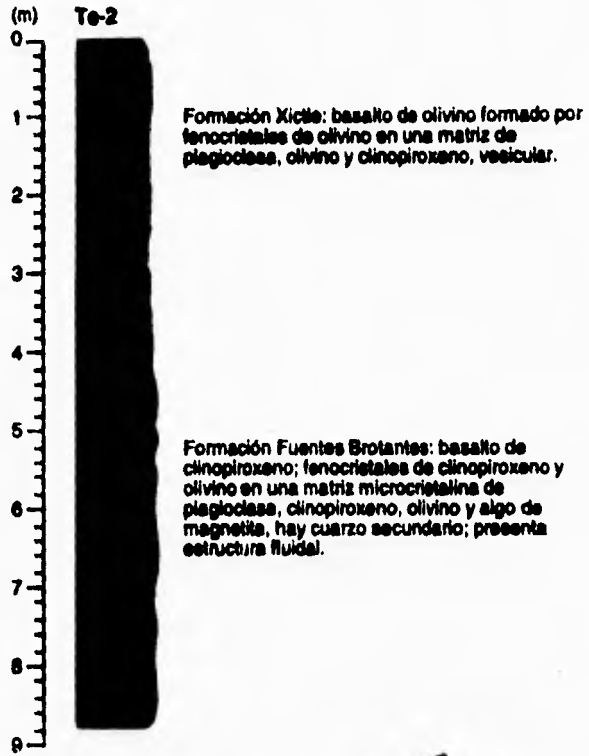 (m) Te-2
0
1
Formación Xictle: basalto de olivino formado por
fenocristales de olivino en una matriz de
plagioclasa, olivino y clinopiroxeno, vesicular.
2
3
4
5
Formación Fuentes Brotantes: basalto de
clinopiroxeno; fenocristales de clinopiroxeno y
olivino en una matriz microcristalina de
plagioclasa, clinopiroxeno, olivino y algo de
magnetita, hay cuarzo secundario; presenta
estructura fluidal.
6
7
8
9